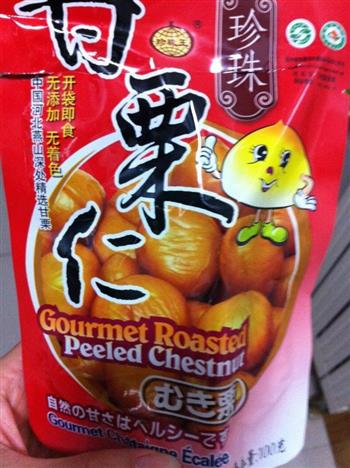 甘栗仁
珍珠
开袋即食
无添加 无着色
中国河北燕山深处精选甘栗
Gourmet Roasted
Peeled Chestnut
むき栗
自然の甘さはヘルシーです
Gourmet Châtaigne Écalée
100克